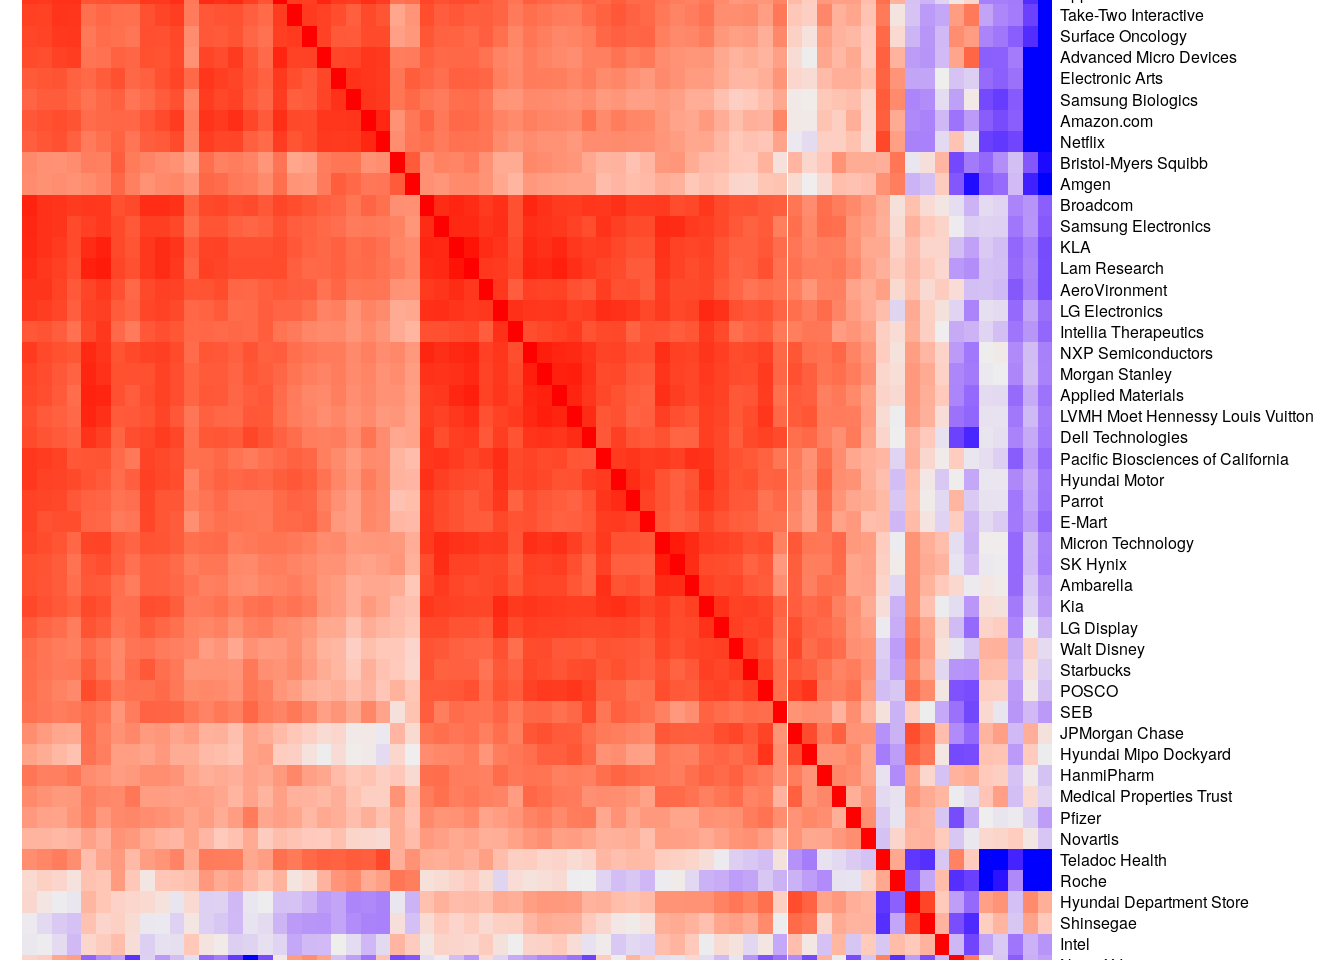 Take-Two Interactive
Surface Oncology
Advanced Micro Devices
Electronic Arts
Samsung Biologics
Amazon.com
Netflix
Bristol-Myers Squibb
Amgen
Broadcom
Samsung Electronics
KLA
Lam Research
AeroVironment
LG Electronics
Intellia Therapeutics
NXP Semiconductors
Morgan Stanley
Applied Materials
LVMH Moet Hennessy Louis Vuitton
Dell Technologies
Pacific Biosciences of California
Hyundai Motor
Parrot
E-Mart
Micron Technology
SK Hynix
Ambarella
Kia
LG Display
Walt Disney
Starbucks
POSCO
SEB
JPMorgan Chase
Hyundai Mipo Dockyard
HanmiPharm
Medical Properties Trust
Pfizer
Novartis
Teladoc Health
Roche
Hyundai Department Store
Shinsegae
Intel